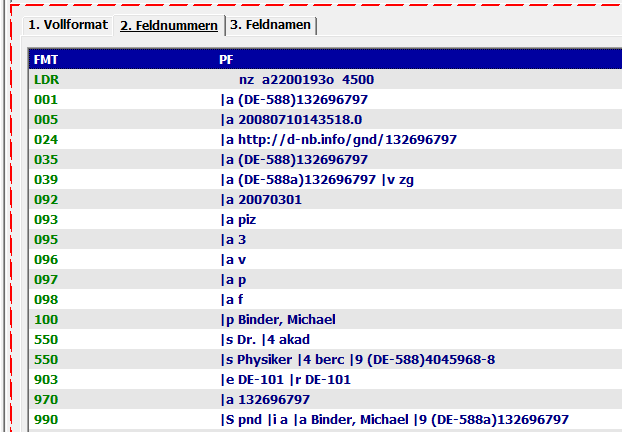 1. Vollformat 2. Feldnummern 3. Feldnamen
FMT PF
LDR nz a2200193o 4500
001 |a (DE-588)132696797
005 |a 20080710143518.0
024 |a http://d-nb.info/gnd/132696797
035 |a (DE-588)132696797
039 |a (DE-588a)132696797 |v zg
092 |a 20070301
093 |a piz
095 |a 3
096 |a v
097 |a p
098 |a f
100 |p Binder, Michael
550 |s Dr. |4 akad
550 |s Physiker |4 berc |9 (DE-588)4045968-8
903 |e DE-101 |r DE-101
970 |a 132696797
990 |S pnd |i a |a Binder, Michael |9 (DE-588a)132696797